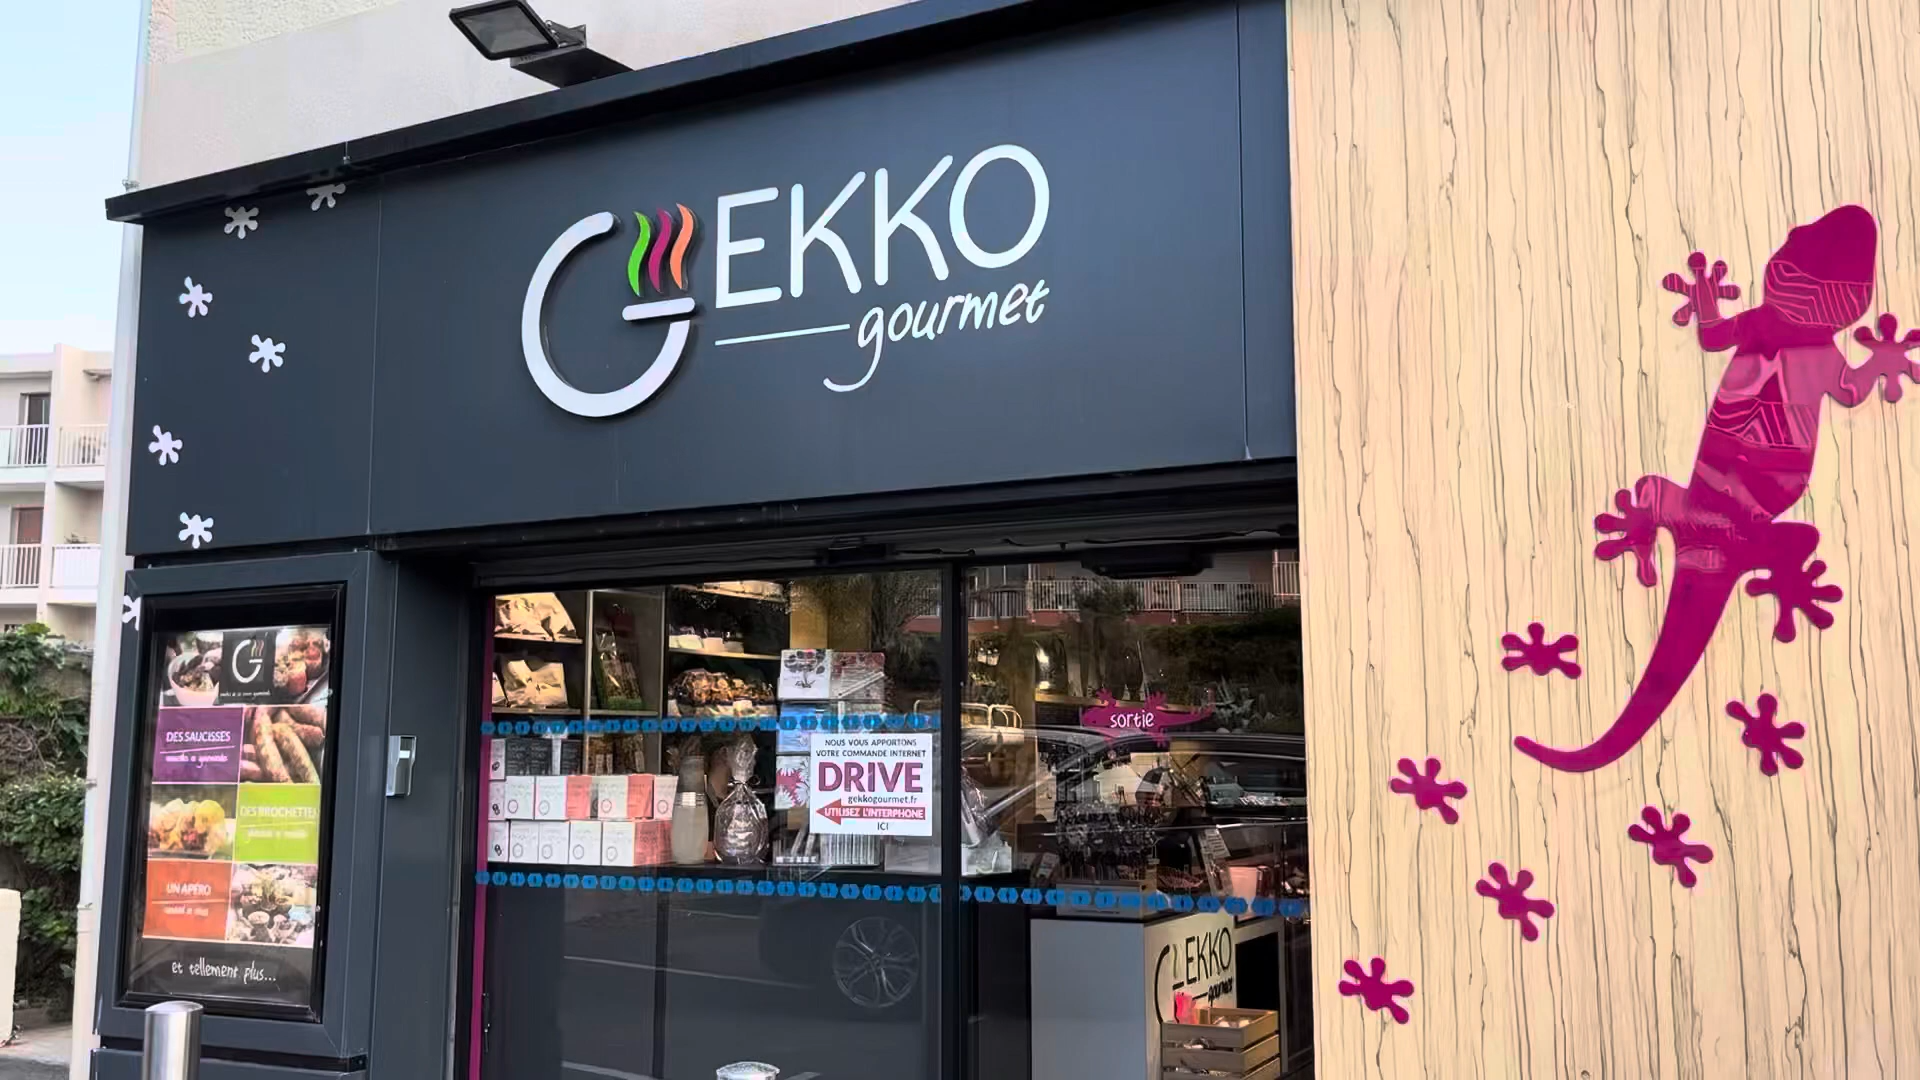 GEKKO
gourmet
DES SAUCISSES
DES BROCHETTES
UN APÉRO
et tellement plus...
NOUS VOUS APPORTONS
VOTRE COMMANDE INTERNET
DRIVE
gekkogourmet.fr
UTILISEZ L'INTERPHONE
ICI
sortie
GEKKO
gourmet